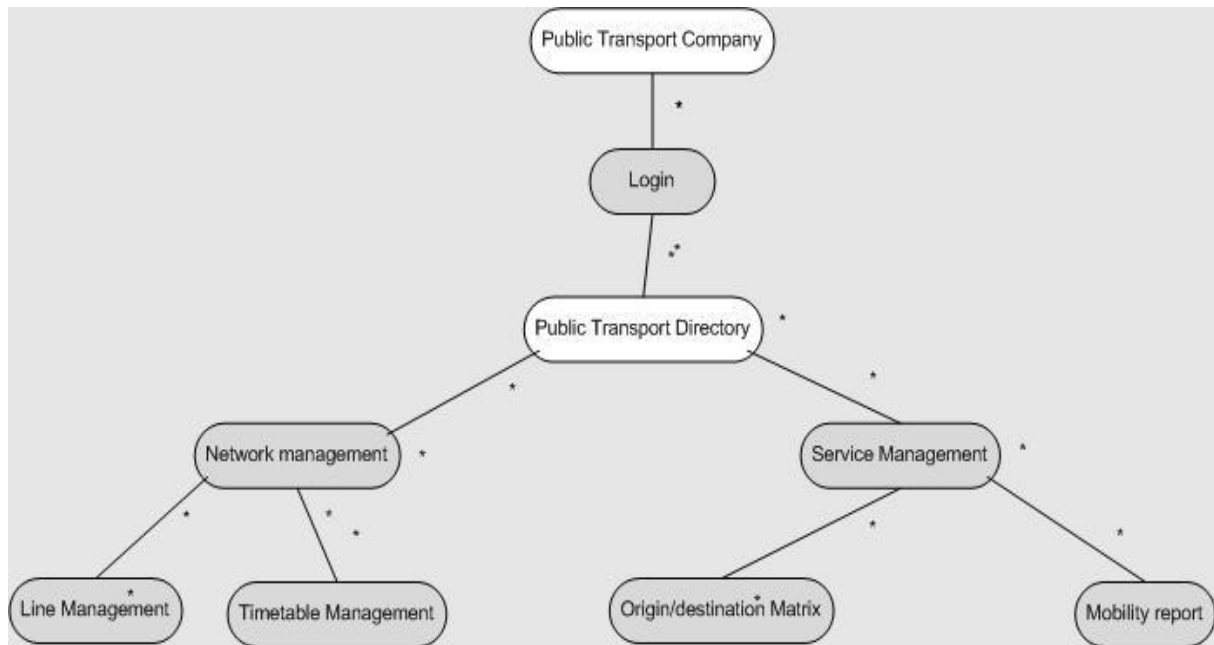 Public Transport Company
*
Login
* *
Public Transport Directory *
* *
Network management * Service Management *
* * * * *
Line Management * Timetable Management Origin/destination * Matrix Mobility report